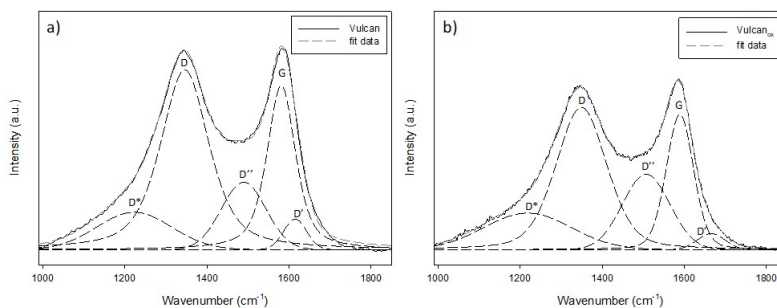 a)
Vulcan
fit data
D
G
D*
D''
D'
Intensity (a.u.)
1000 1200 1400 1600 1800
Wavenumber (cm-1)
b)
Vulcanox
fit data
D
G
D''
D*
D'
Intensity (a.u.)
1000 1200 1400 1600 1800
Wavenumber (cm-1)